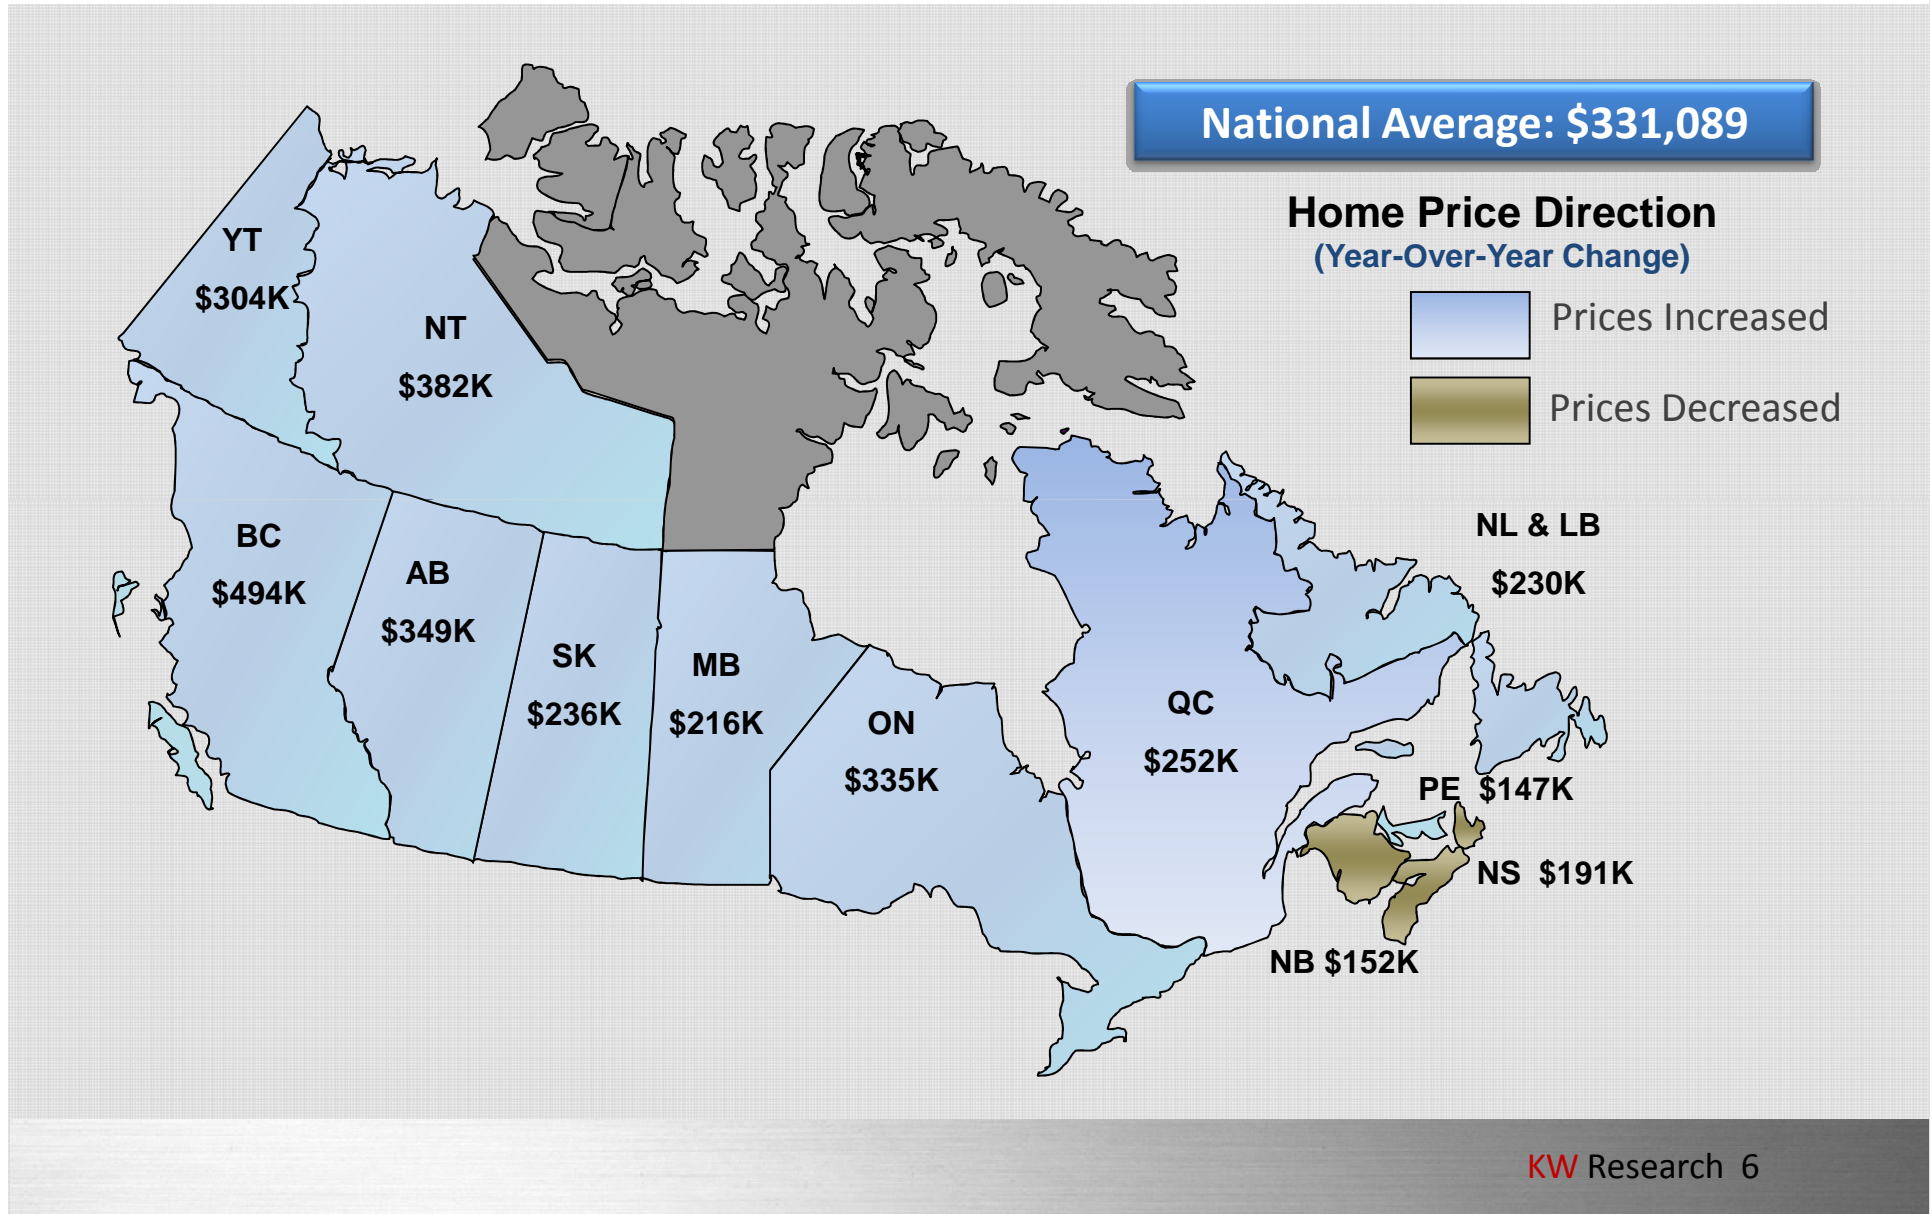 National Average: $331,089
Home Price Direction
(Year-Over-Year Change)
Prices Increased
Prices Decreased
YT
$304K
NT
$382K
BC
$494K
AB
$349K
SK
$236K
MB
$216K
ON
$335K
QC
$252K
NL & LB
$230K
PE $147K
NS $191K
NB $152K
KW Research 6